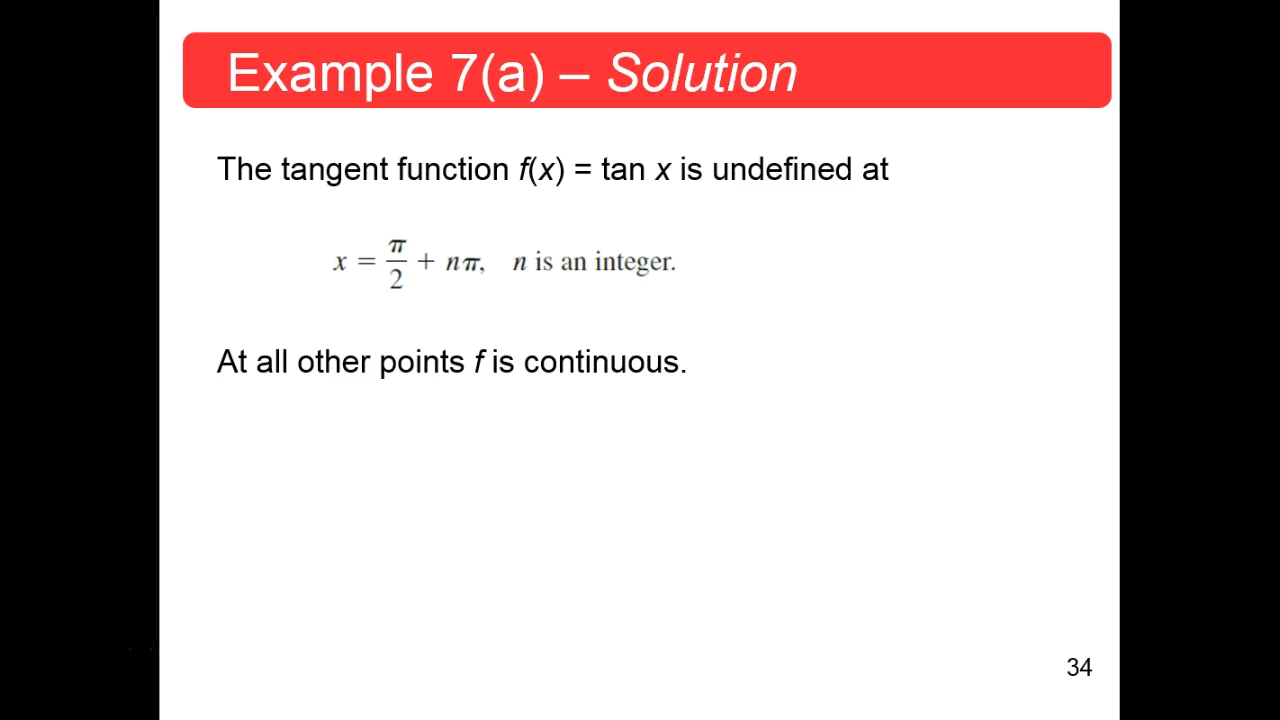 Example 7(a) – Solution
The tangent function f(x) = tan x is undefined at
x = π/2 + nπ, n is an integer.
At all other points f is continuous.
34